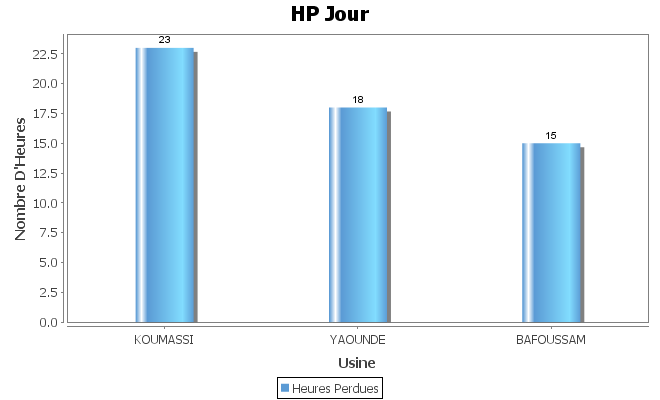 HP Jour
Nombre D'Heures
22.5
20.0
17.5
15.0
12.5
10.0
7.5
5.0
2.5
0.0
23
18
15
KOUMASSI
YAOUNDE
BAFOUSSAM
Usine
Heures Perdues